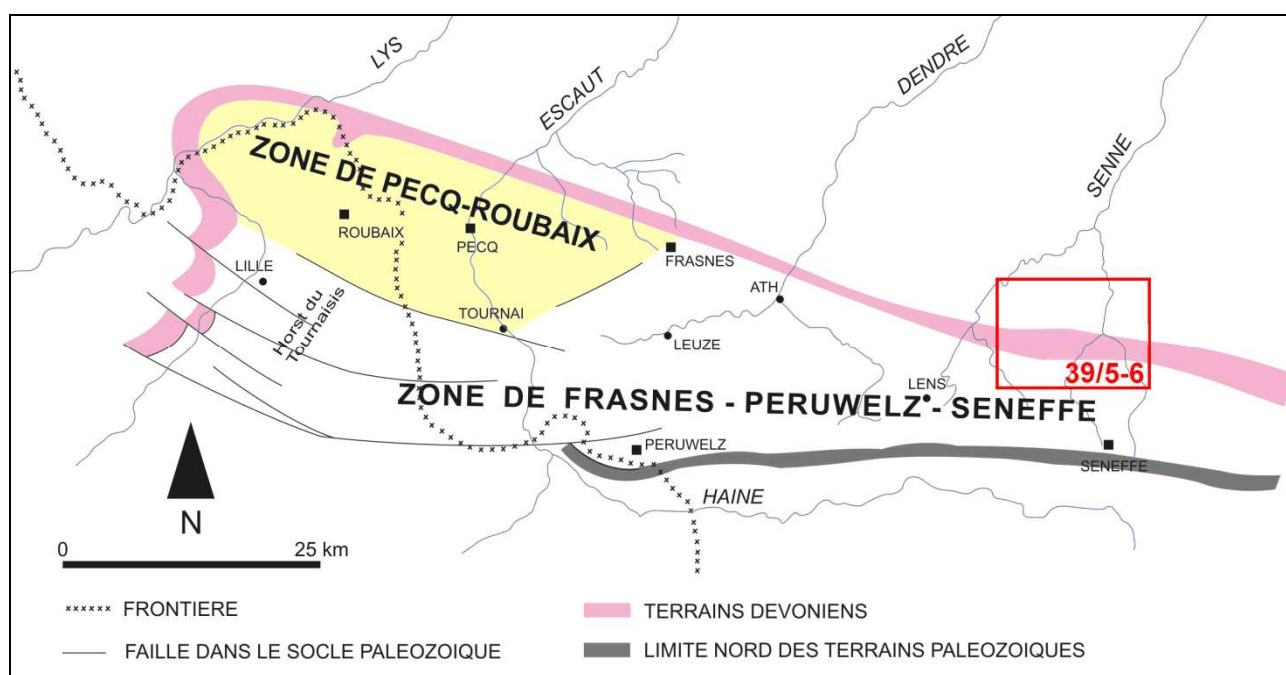 LYS
ESCAUT
DENDRE
SENNE
ZONE DE PECQ-ROUBAIX
ROUBAIX
PECQ
FRASNES
LILLE
ATH
Horst du
Tournaisis
TOURNAI
LEUZE
39/5-6
LENS
ZONE DE FRASNES - PERUWELZ - SENEFFE
PERUWELZ
SENEFFE
HAINE
N
0 25 km
FRONTIERE
TERRAINS DEVONIENS
FAILLE DANS LE SOCLE PALEOZOIQUE
LIMITE NORD DES TERRAINS PALEOZOIQUES